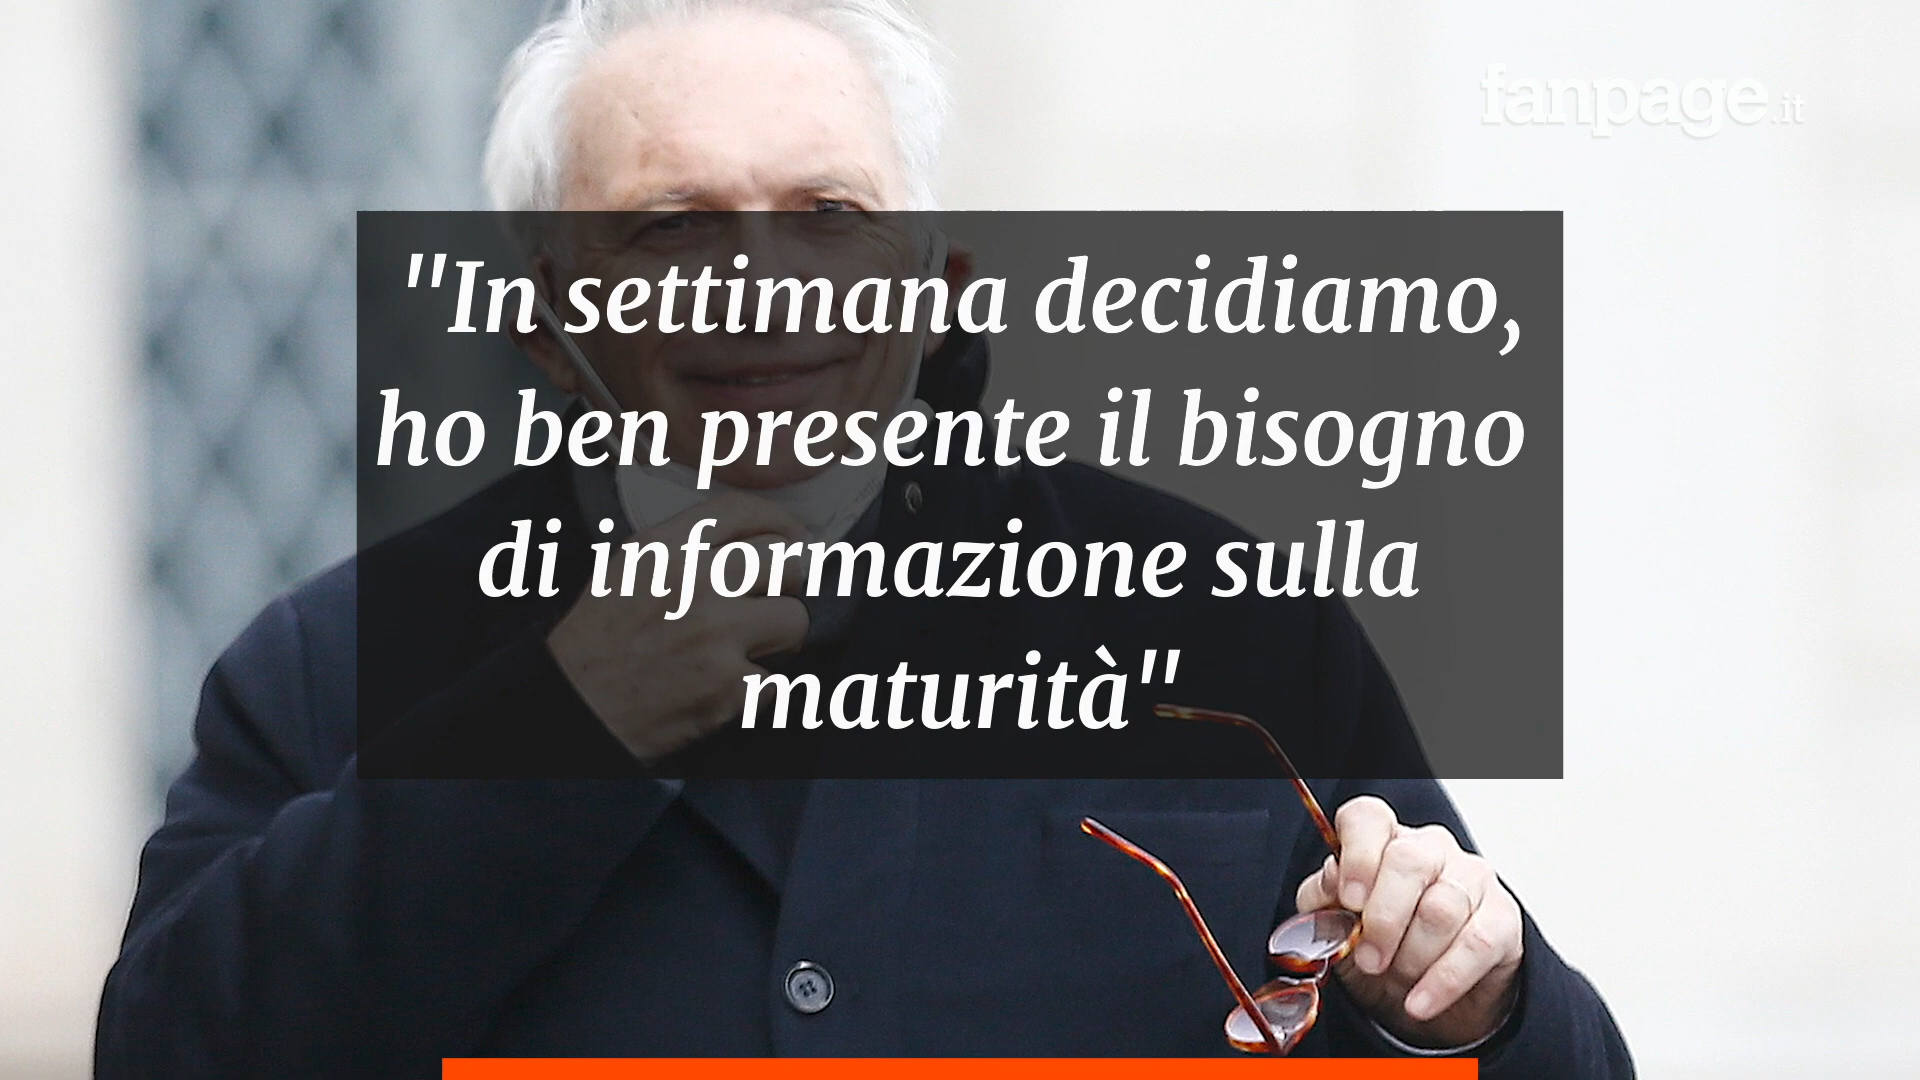 fanpage.it
"In settimana decidiamo,
ho ben presente il bisogno
di informazione sulla
maturità"